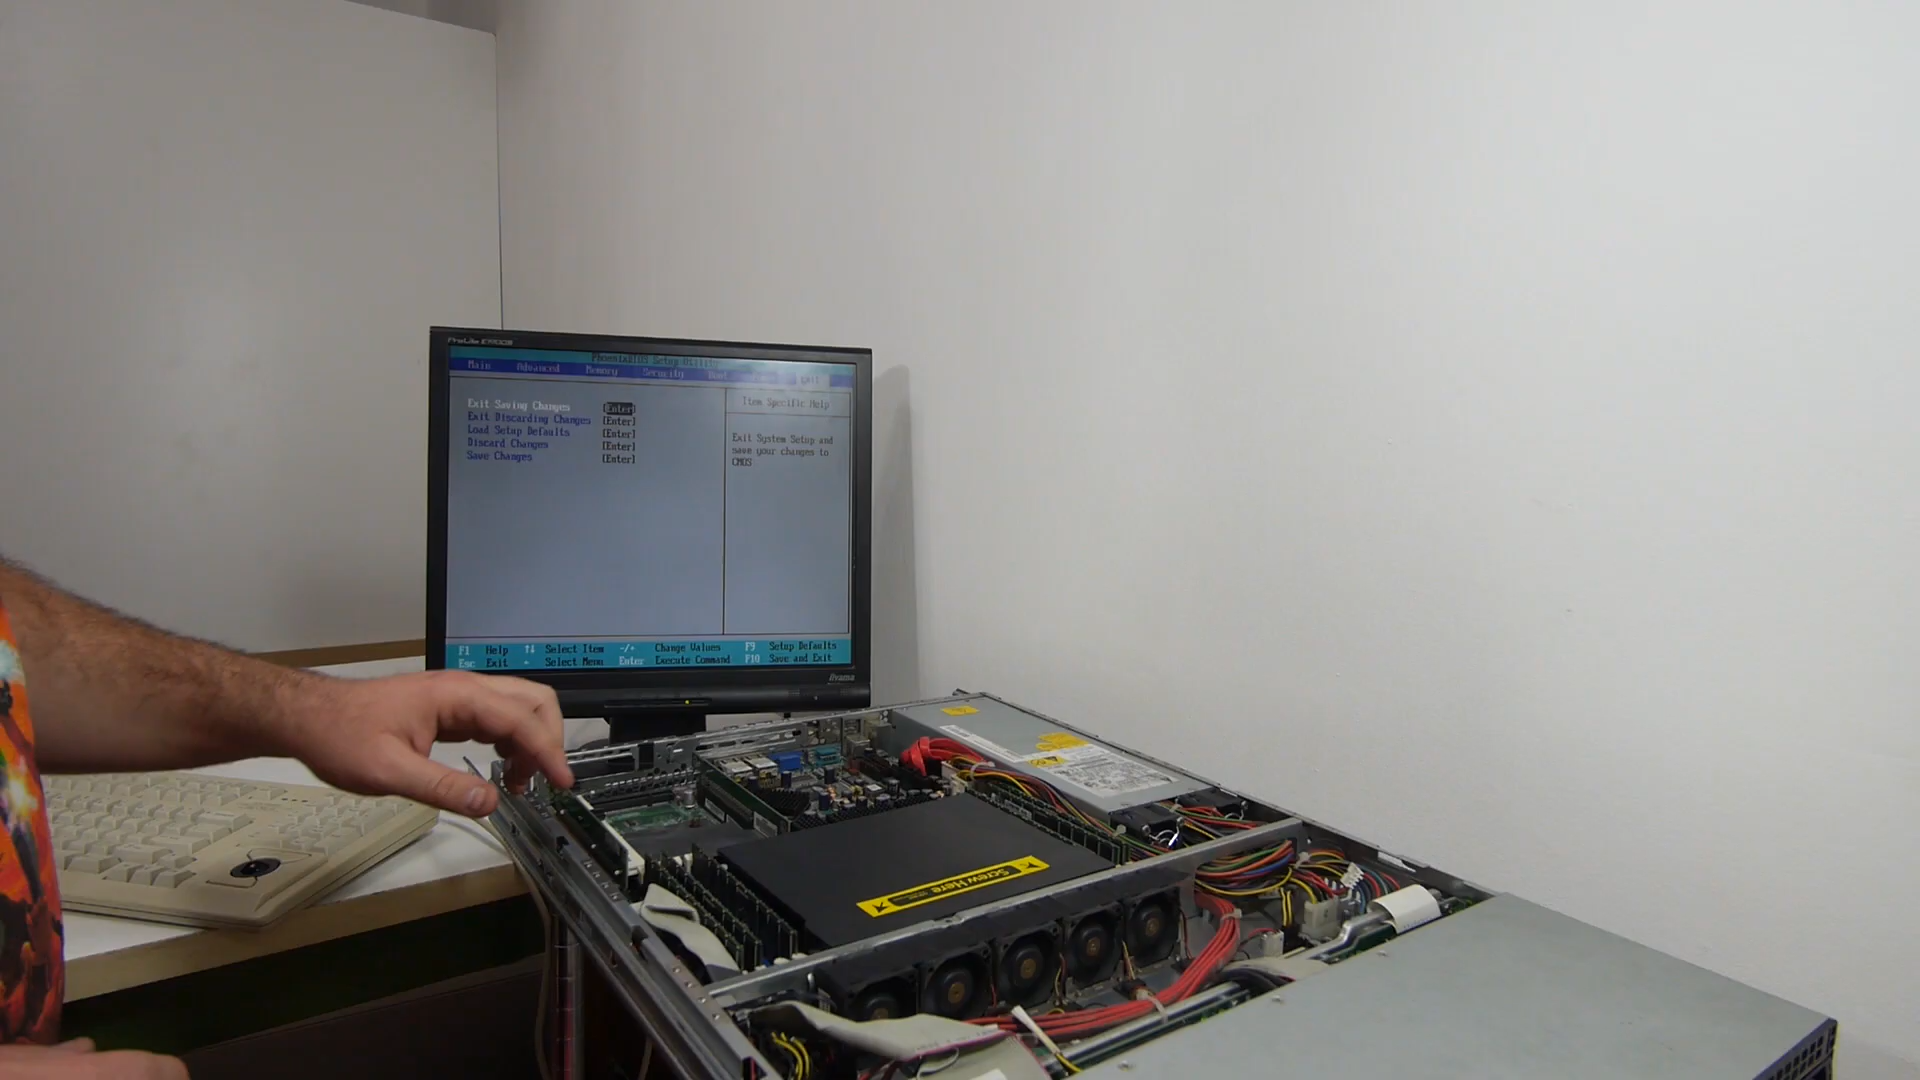 PhoenixBIOS Setup Utility
Main Advanced Memory Security Boot Exit
Item Specific Help
Exit Saving Changes [Enter]
Exit Discarding Changes [Enter]
Load Setup Defaults [Enter]
Discard Changes [Enter]
Save Changes [Enter]
Exit System Setup and
save your changes to
CMOS
F1 Help ↑↓ Select Item -/+ Change Values F9 Setup Defaults
Esc Exit ← Select Menu Enter Execute Command F10 Save and Exit
iiyama
Screw Here